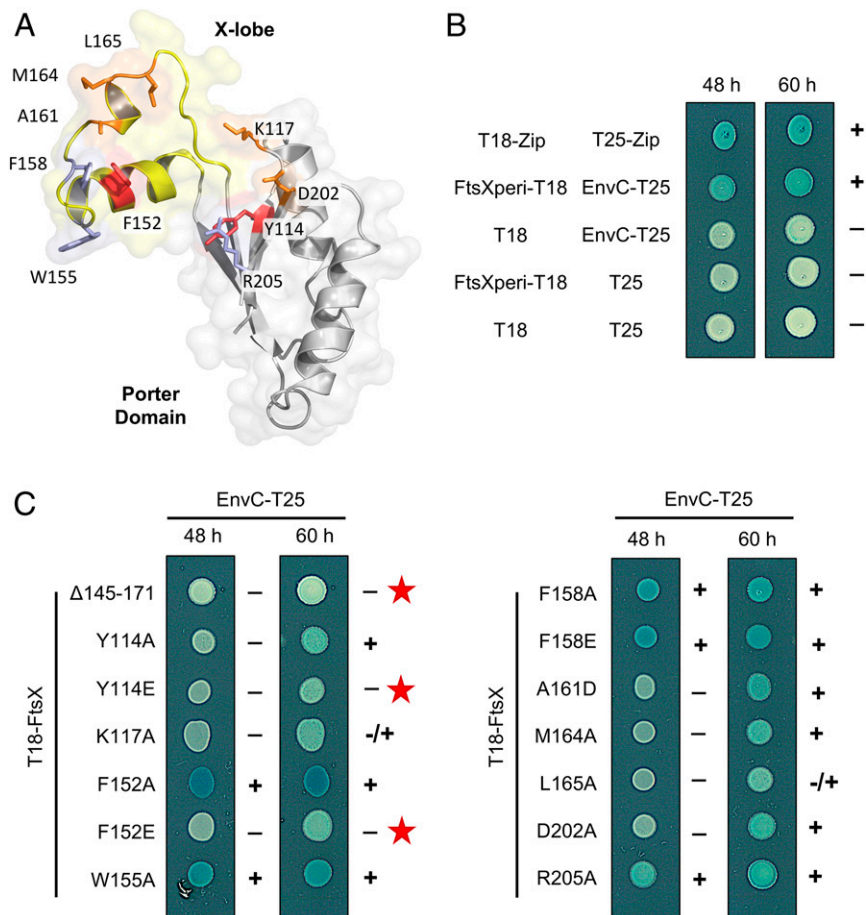 A
X-lobe
L165
M164
A161
K117
F158
D202
F152
Y114
W155
R205
Porter
Domain
B
48 h 60 h
T18-Zip T25-Zip +
FtsXperi-T18 EnvC-T25 +
T18 EnvC-T25 –
FtsXperi-T18 T25 –
T18 T25 –
C
EnvC-T25
48 h 60 h
T18-FtsX
Δ145-171 – –
Y114A – +
Y114E – –
K117A – -/+
F152A + +
F152E – –
W155A + +
EnvC-T25
48 h 60 h
T18-FtsX
F158A + +
F158E + +
A161D – +
M164A – +
L165A – -/+
D202A – +
R205A + +